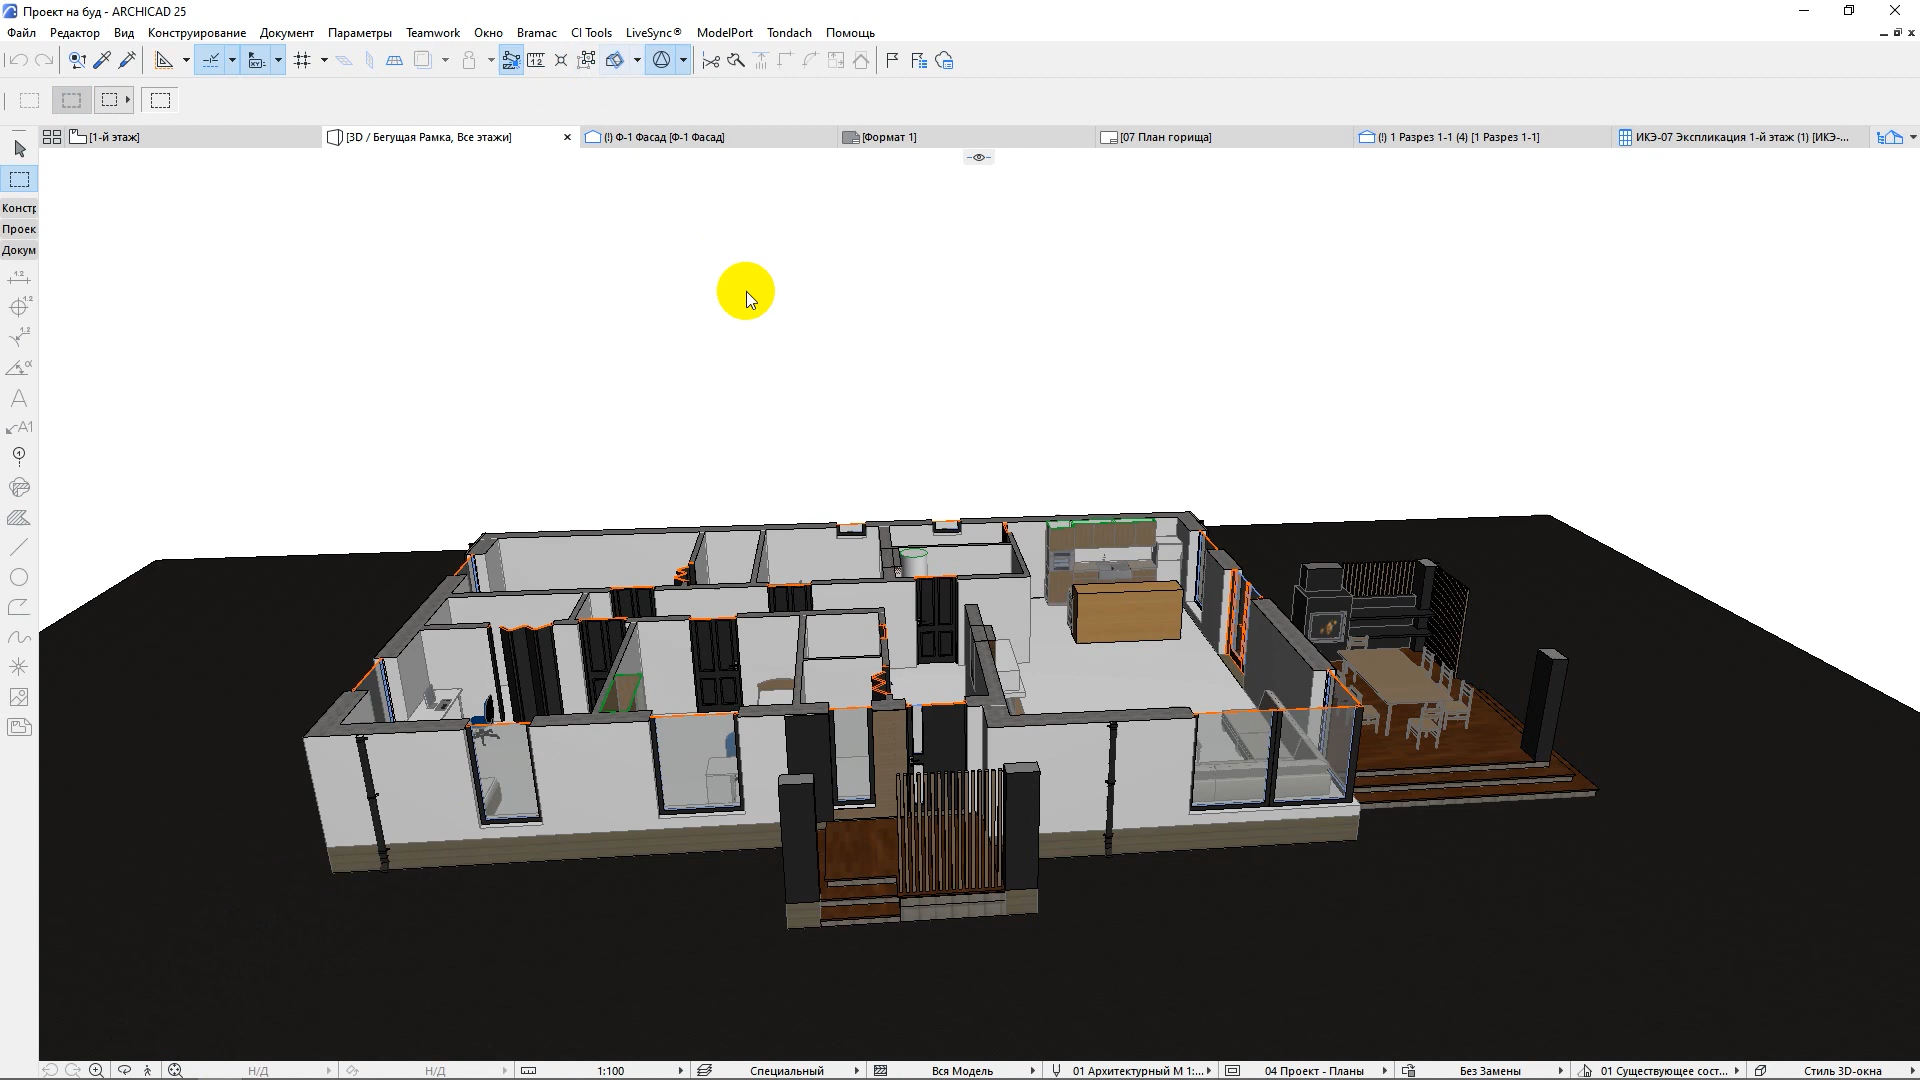 Проект на буд - ARCHICAD 25
Файл Редактор Вид Конструирование Документ Параметры Teamwork Окно Bramac CI Tools LiveSync® ModelPort Tondach Помощь
[1-й этаж] [3D / Бегущая Рамка, Все этажи] (!) Ф-1 Фасад [Ф-1 Фасад] [Формат 1] [07 План горища] (!) 1 Разрез 1-1 (4) [1 Разрез 1-1] ИКЭ-07 Экспликация 1-й этаж (1) [ИКЭ-...
Констр
Проек
Докум
Н/Д Н/Д 1:100 Специальный Вся Модель 01 Архитектурный М 1:... 04 Проект - Планы Без Замены 01 Существующее сост... Стиль 3D-окна